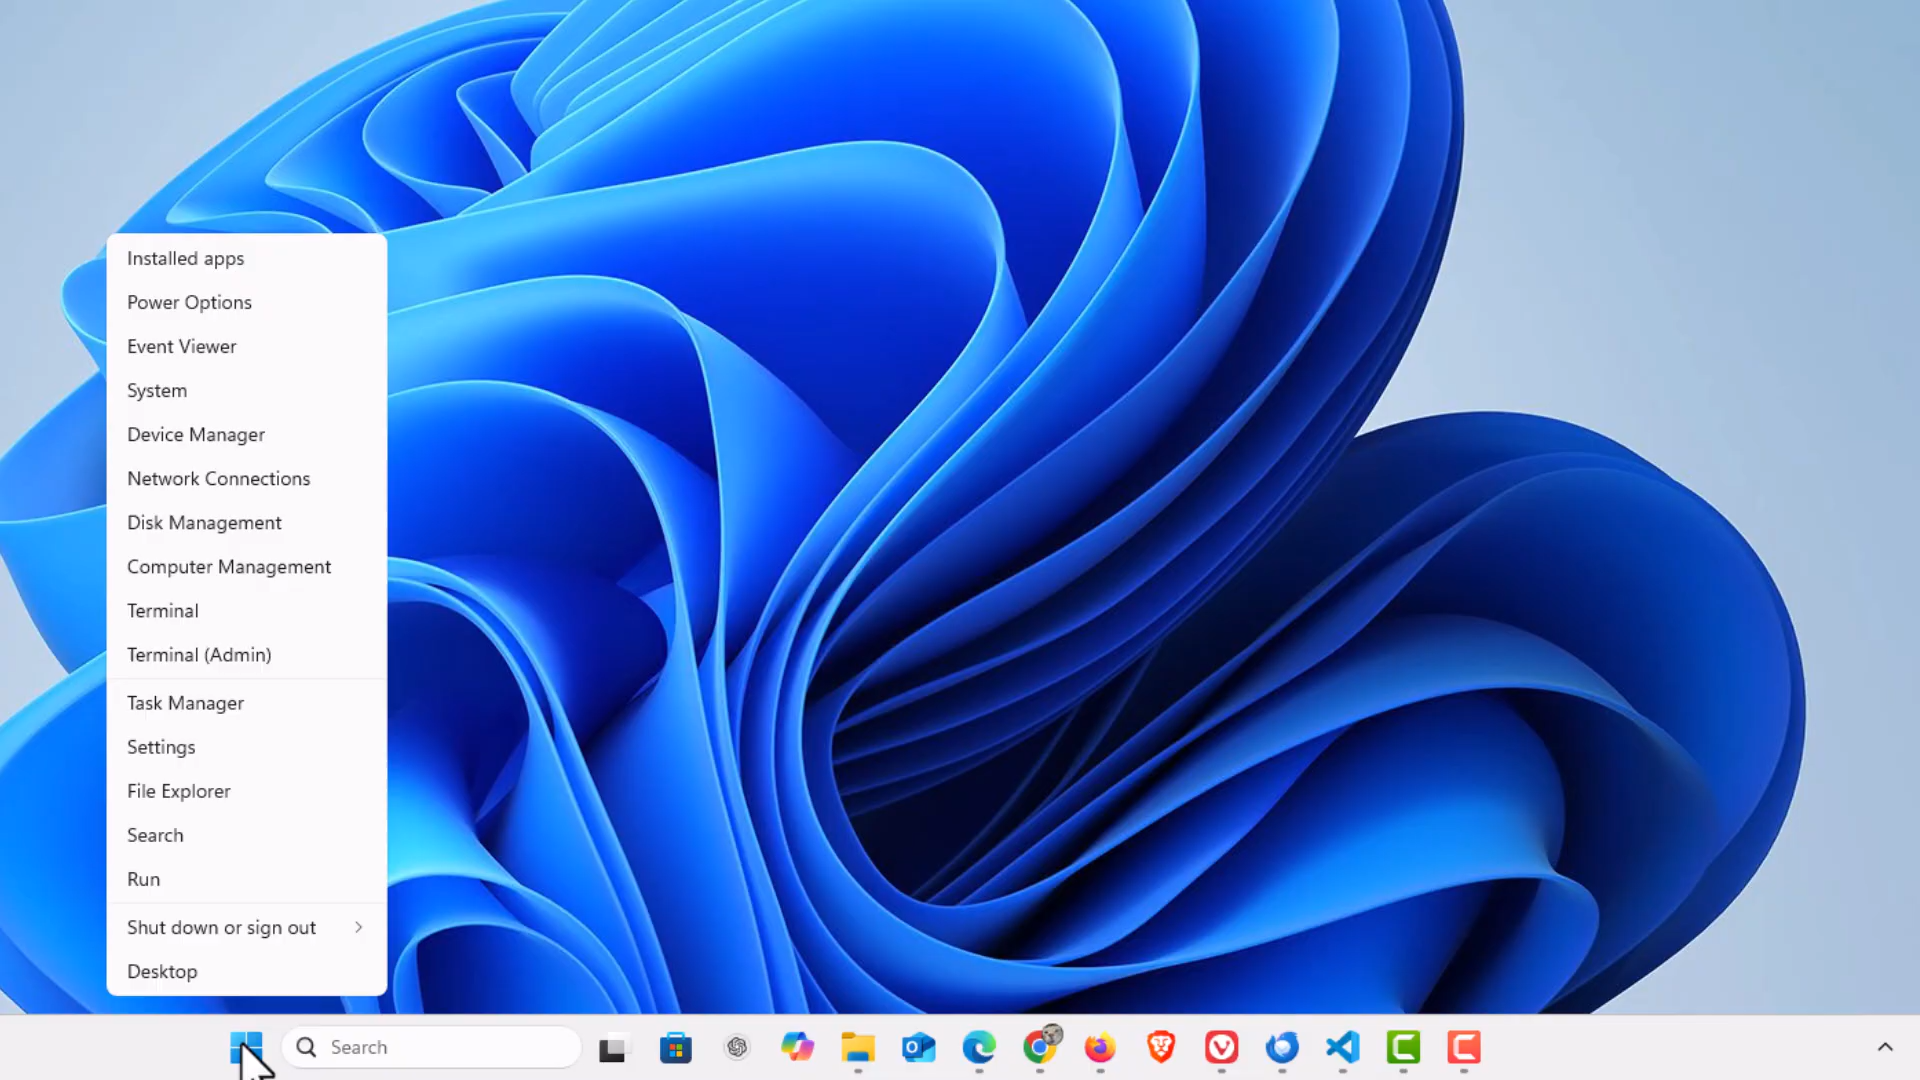 Installed apps
Power Options
Event Viewer
System
Device Manager
Network Connections
Disk Management
Computer Management
Terminal
Terminal (Admin)
Task Manager
Settings
File Explorer
Search
Run
Shut down or sign out
Desktop
Search